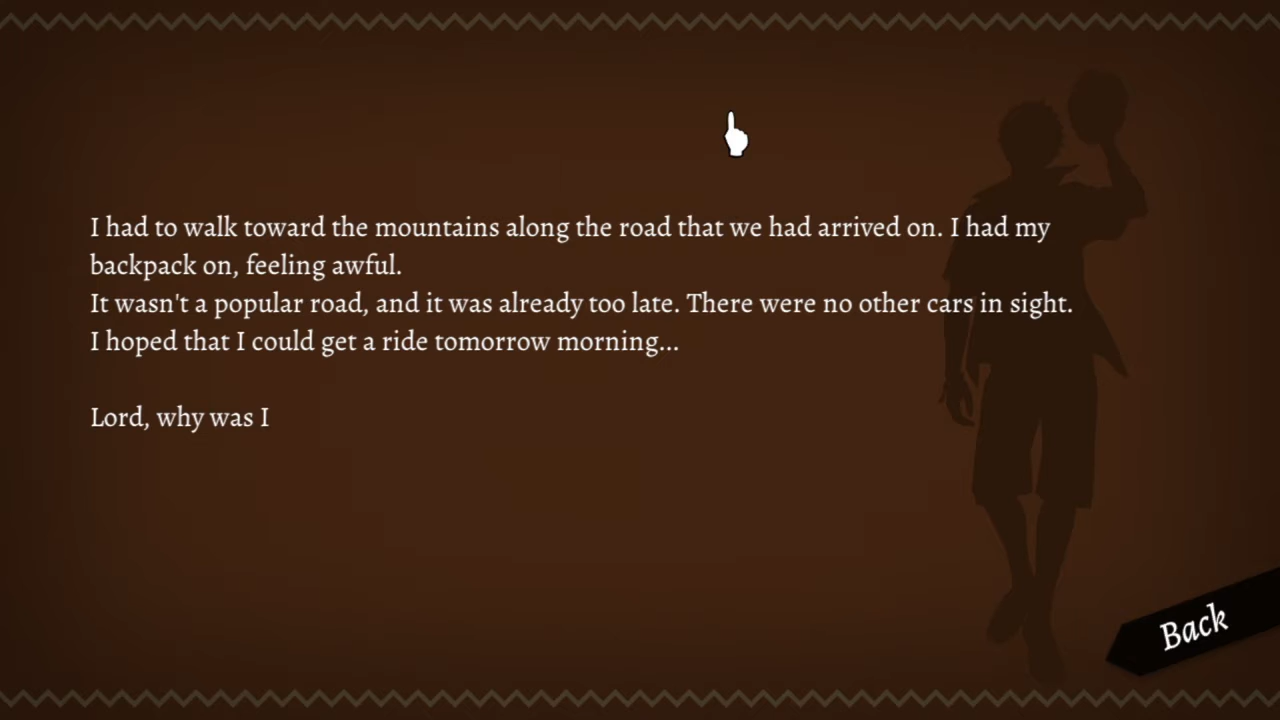 I had to walk toward the mountains along the road that we had arrived on. I had my
backpack on, feeling awful.
It wasn't a popular road, and it was already too late. There were no other cars in sight.
I hoped that I could get a ride tomorrow morning...
Lord, why was I
Back